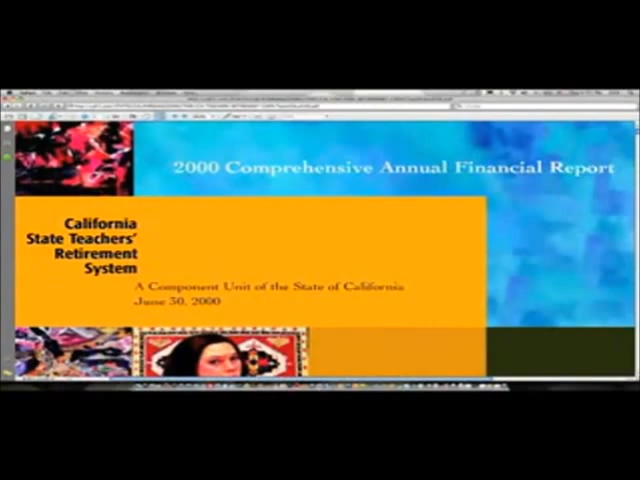 2000 Comprehensive Annual Financial Report
California
State Teachers'
Retirement
System
A Component Unit of the State of California
June 30, 2000